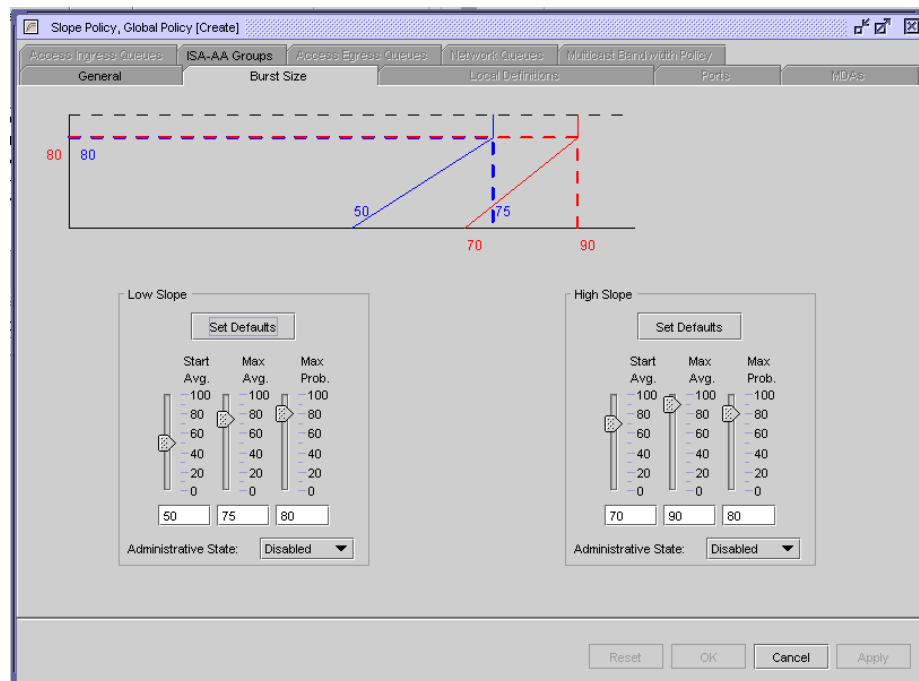 Slope Policy, Global Policy [Create]
Access Ingress Queues ISA-AA Groups Access Egress Queues Network Queues Multicast Bandwidth Policy
General Burst Size Local Definitions Ports MDAs
80 80
50 75
70 90
Low Slope
Set Defaults
Start Max Max
Avg. Avg. Prob.
100 100 100
80 80 80
60 60 60
40 40 40
20 20 20
0 0 0
50 75 80
Administrative State: Disabled
High Slope
Set Defaults
Start Max Max
Avg. Avg. Prob.
100 100 100
80 80 80
60 60 60
40 40 40
20 20 20
0 0 0
70 90 80
Administrative State: Disabled
Reset OK Cancel Apply